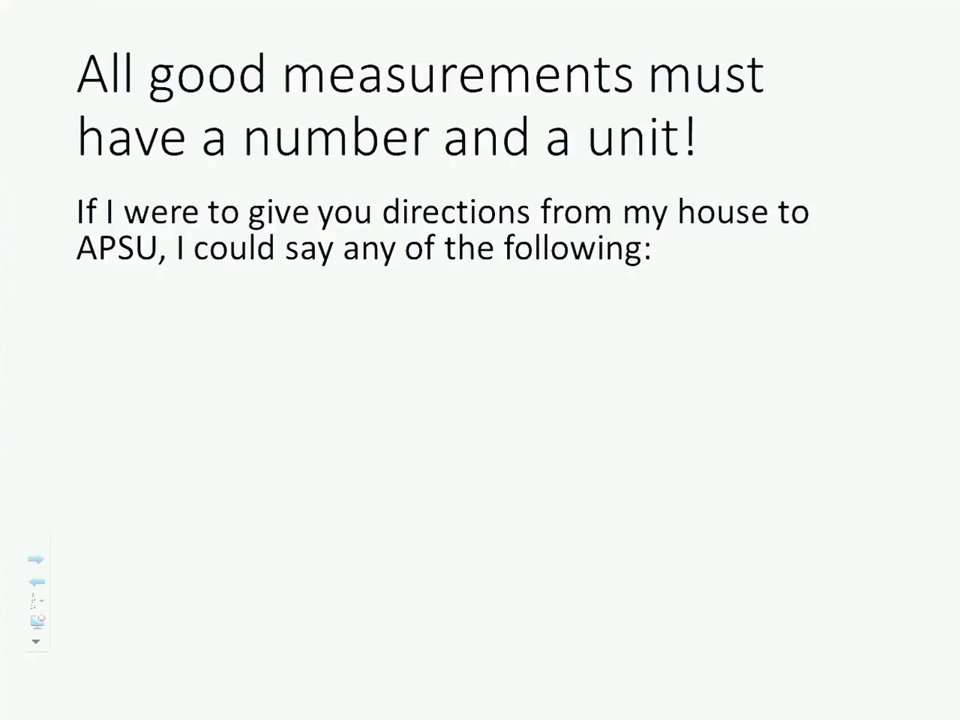 All good measurements must
have a number and a unit!
If I were to give you directions from my house to
APSU, I could say any of the following: